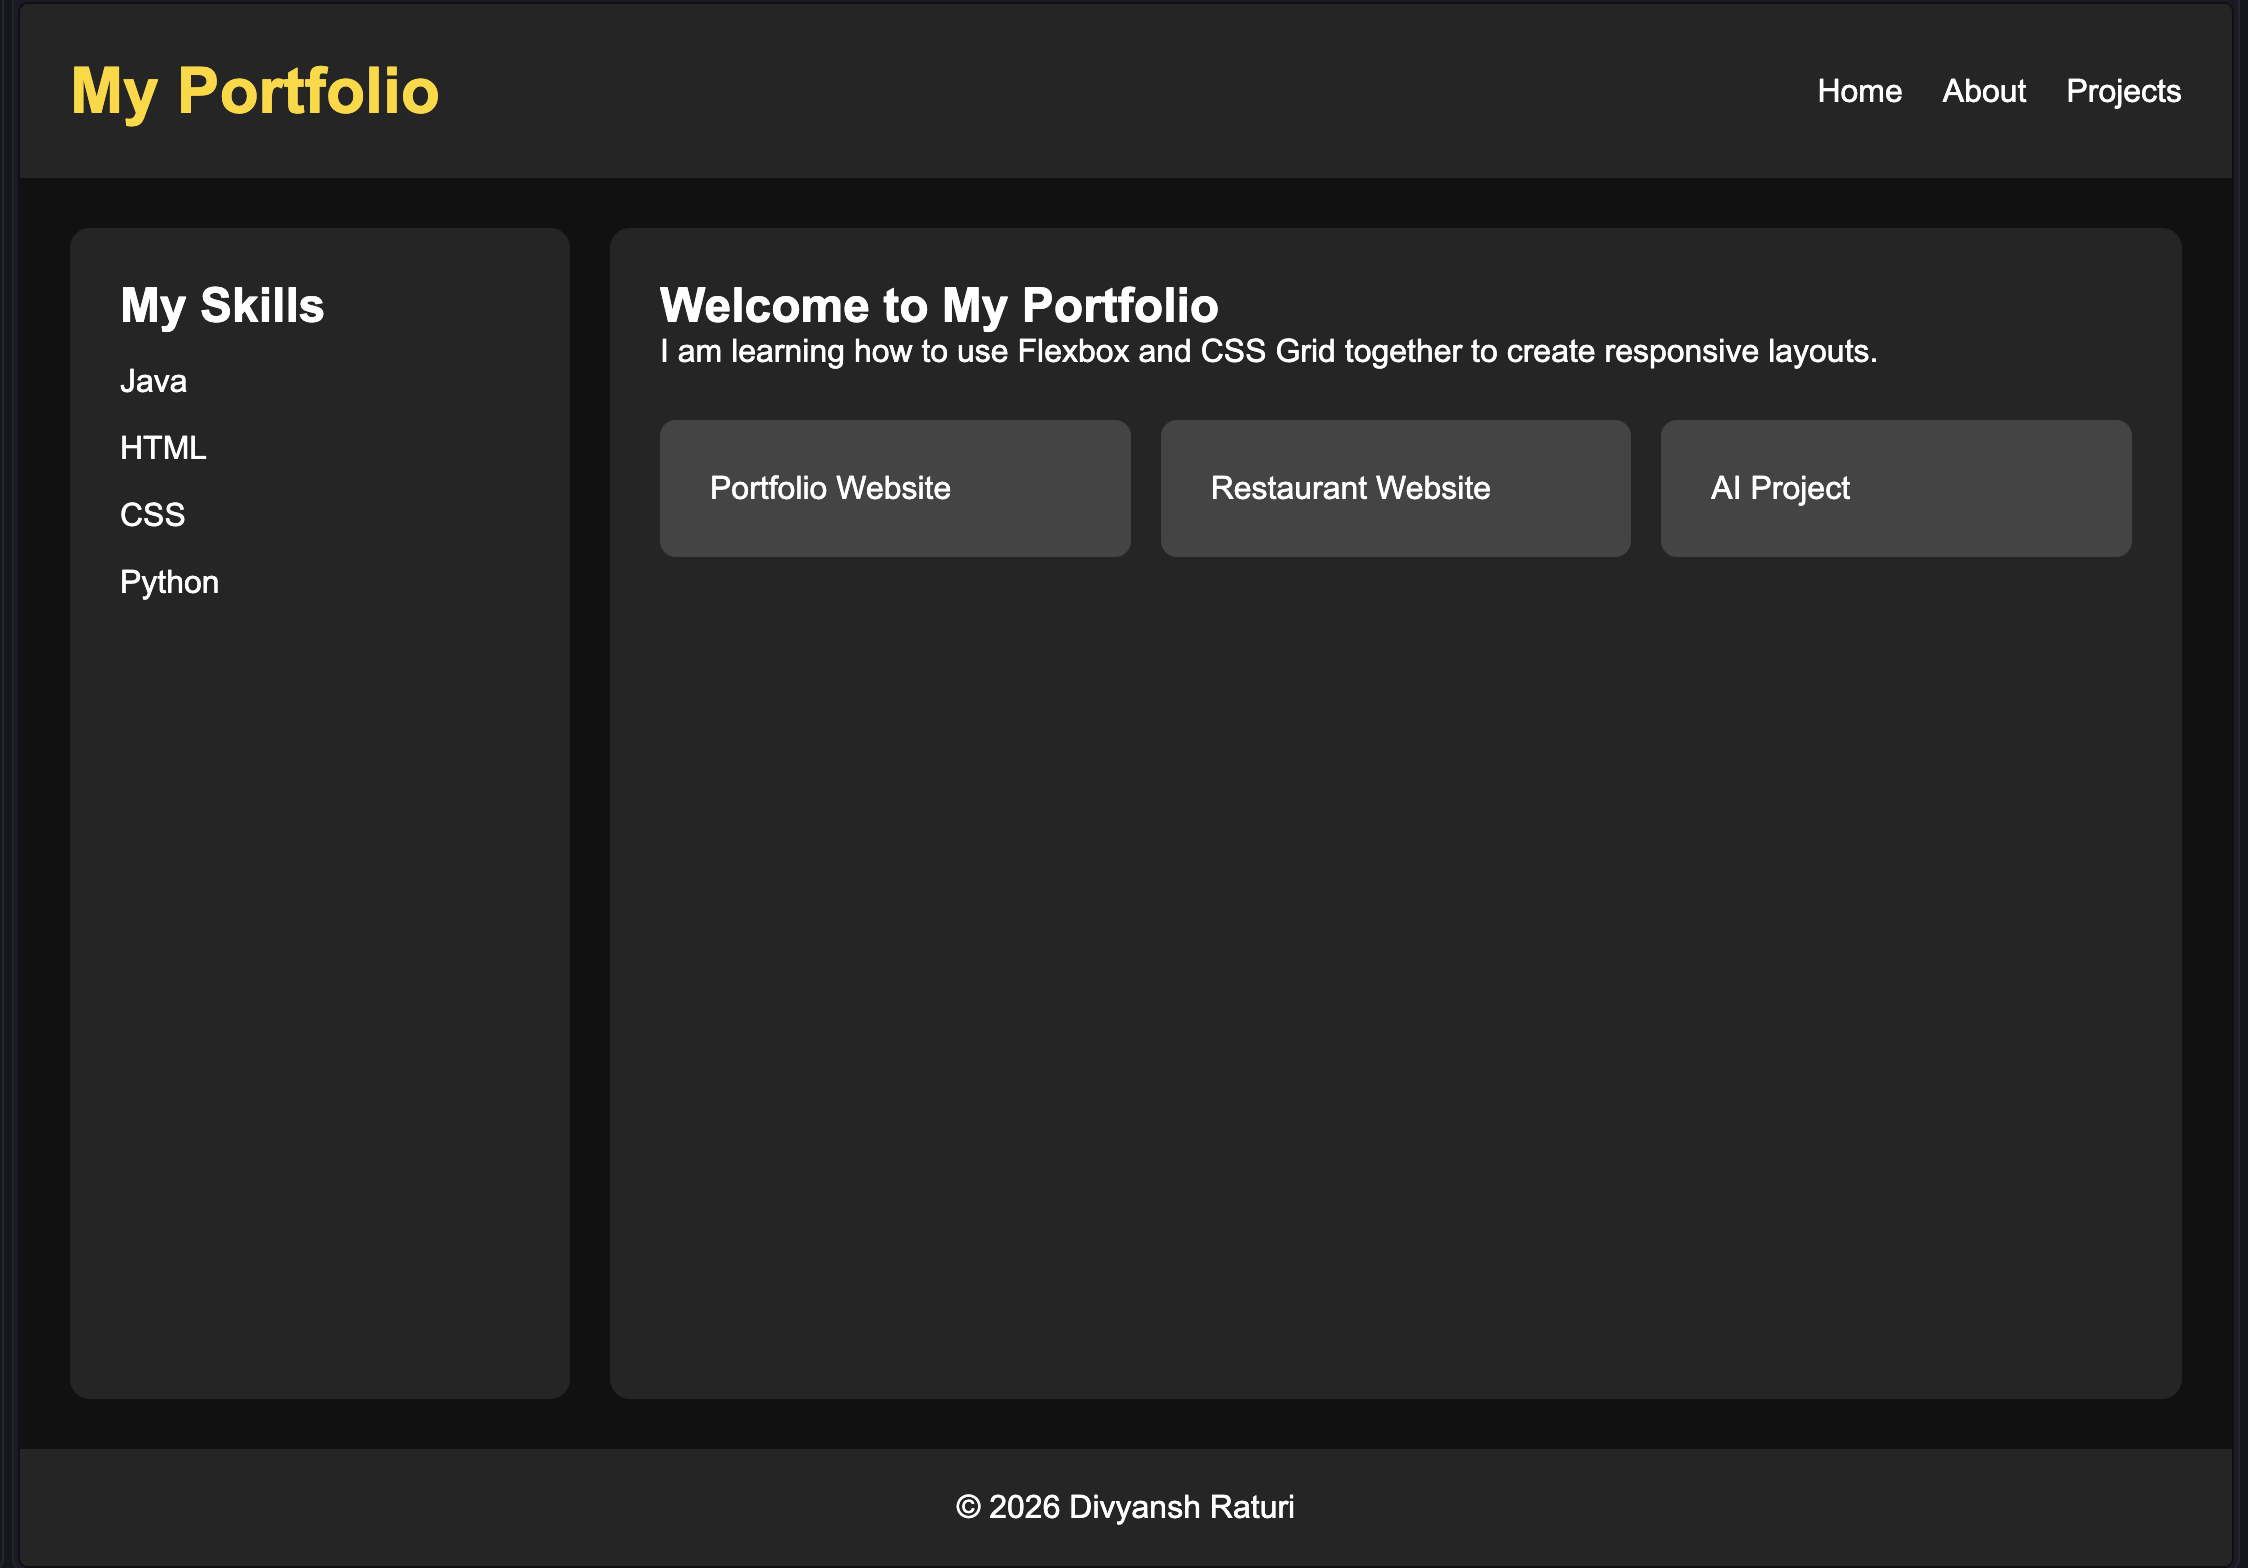 My Portfolio
Home About Projects
My Skills
Java
HTML
CSS
Python
Welcome to My Portfolio
I am learning how to use Flexbox and CSS Grid together to create responsive layouts.
Portfolio Website
Restaurant Website
AI Project
© 2026 Divyansh Raturi